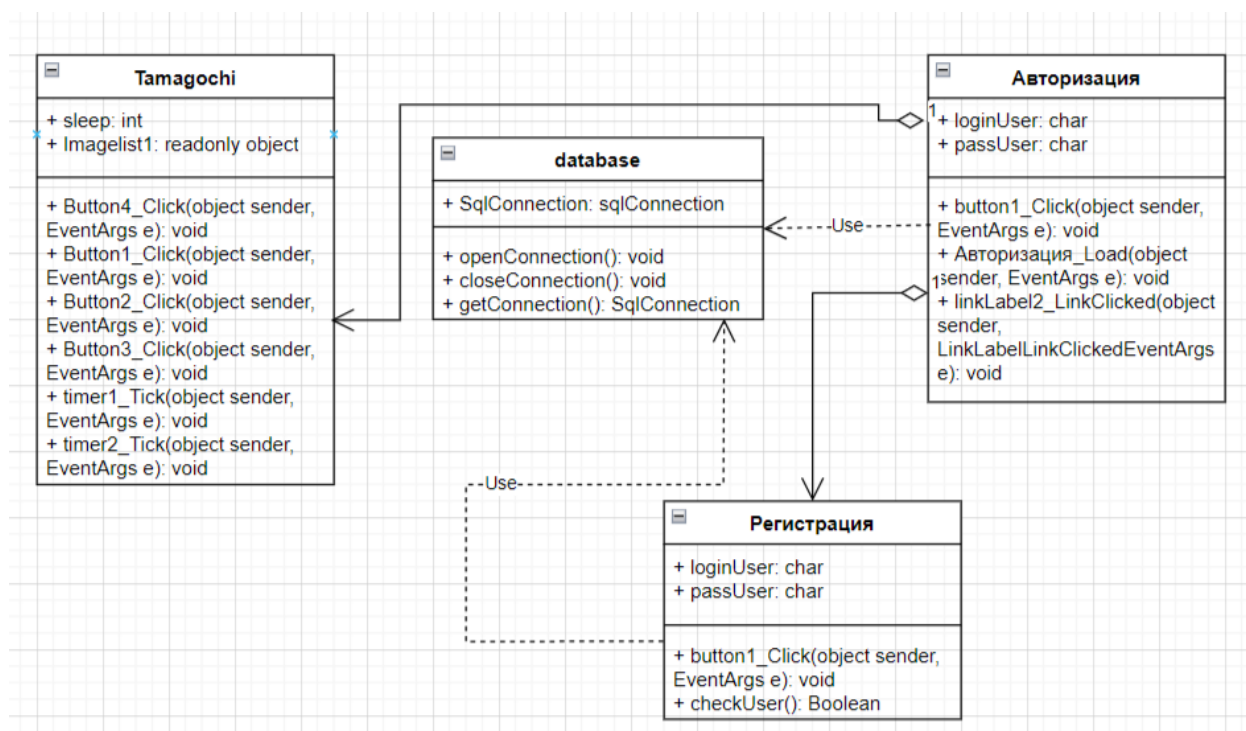 Tamagochi
+ sleep: int
+ Imagelist1: readonly object
+ Button4_Click(object sender,
EventArgs e): void
+ Button1_Click(object sender,
EventArgs e): void
+ Button2_Click(object sender,
EventArgs e): void
+ Button3_Click(object sender,
EventArgs e): void
+ timer1_Tick(object sender,
EventArgs e): void
+ timer2_Tick(object sender,
EventArgs e): void
database
+ SqlConnection: sqlConnection
+ openConnection(): void
+ closeConnection(): void
+ getConnection(): SqlConnection
Use
Авторизация
1
+ loginUser: char
+ passUser: char
+ button1_Click(object sender,
EventArgs e): void
+ Авторизация_Load(object
sender, EventArgs e): void
1
+ linkLabel2_LinkClicked(object
sender,
LinkLabelLinkClickedEventArgs
e): void
Use
Регистрация
+ loginUser: char
+ passUser: char
+ button1_Click(object sender,
EventArgs e): void
+ checkUser(): Boolean